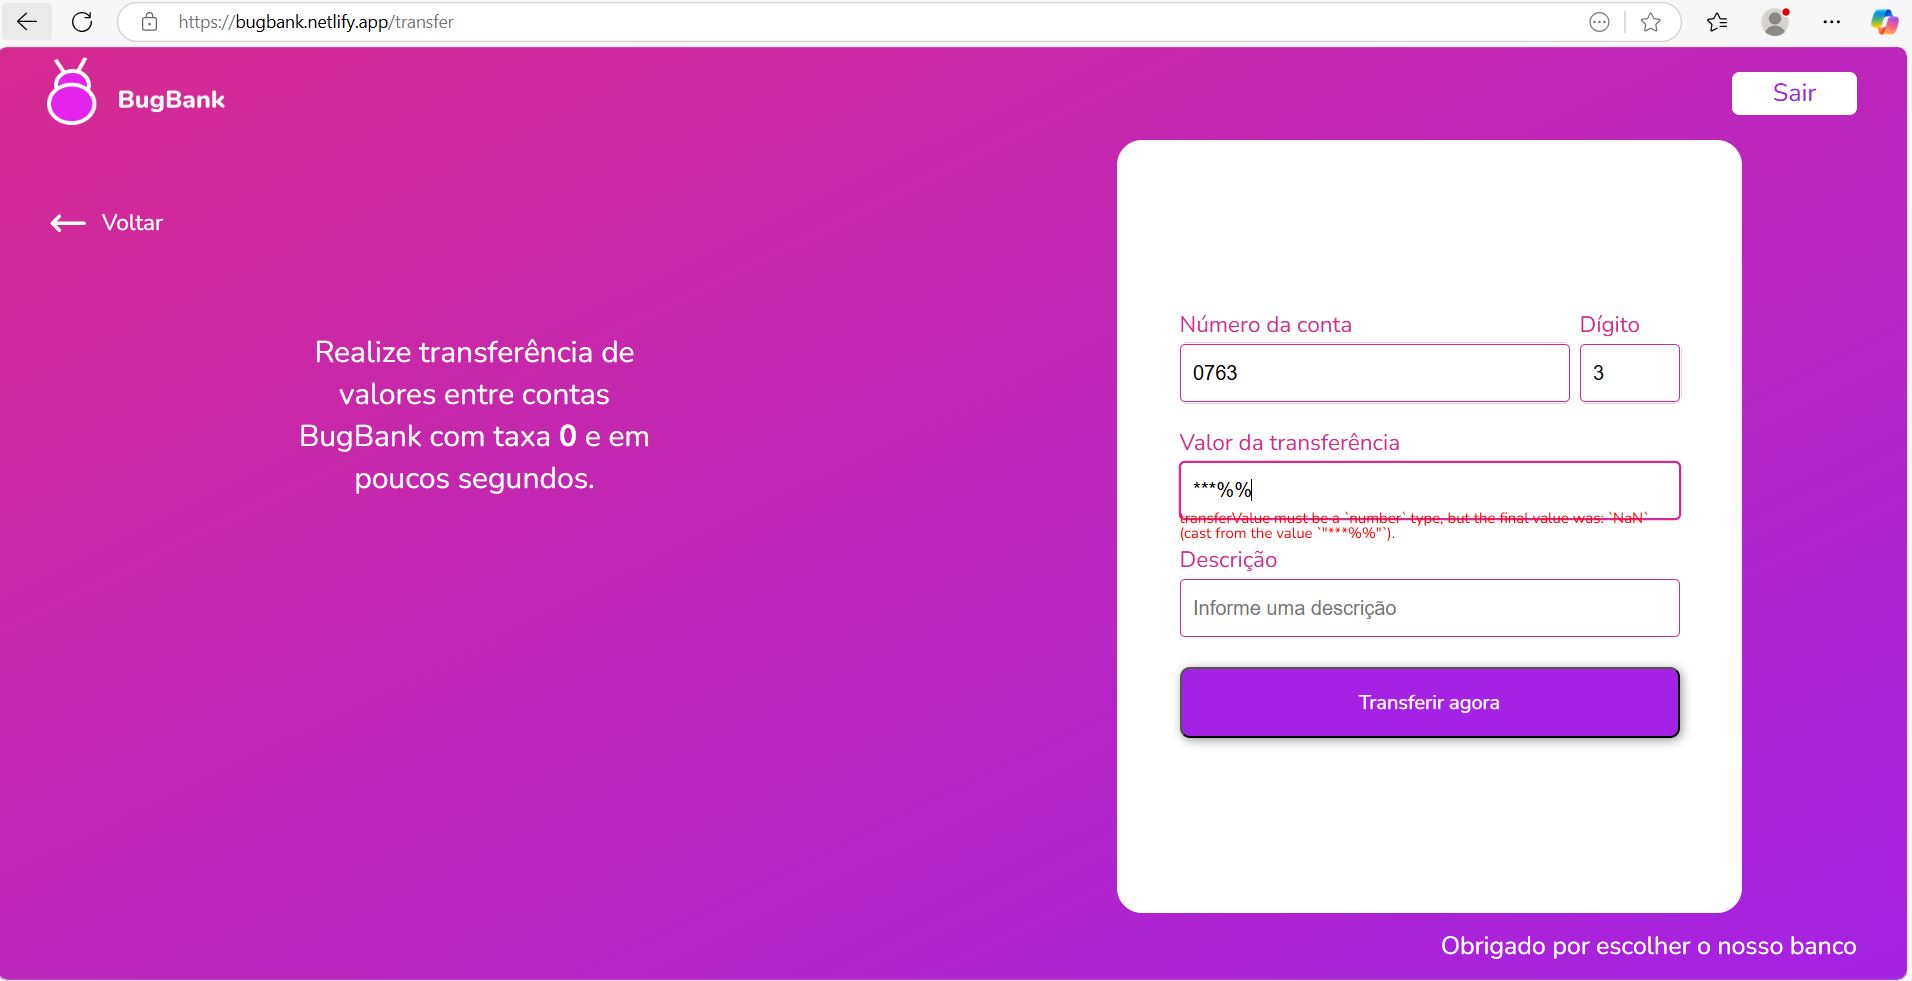 https://bugbank.netlify.app/transfer
BugBank
Sair
Voltar
Realize transferência de
valores entre contas
BugBank com taxa 0 e em
poucos segundos.
Número da conta
Dígito
0763
3
Valor da transferência
***%%
transferValue must be a `number` type, but the final value was: `NaN`
(cast from the value `"***%%"`).
Descrição
Informe uma descrição
Transferir agora
Obrigado por escolher o nosso banco